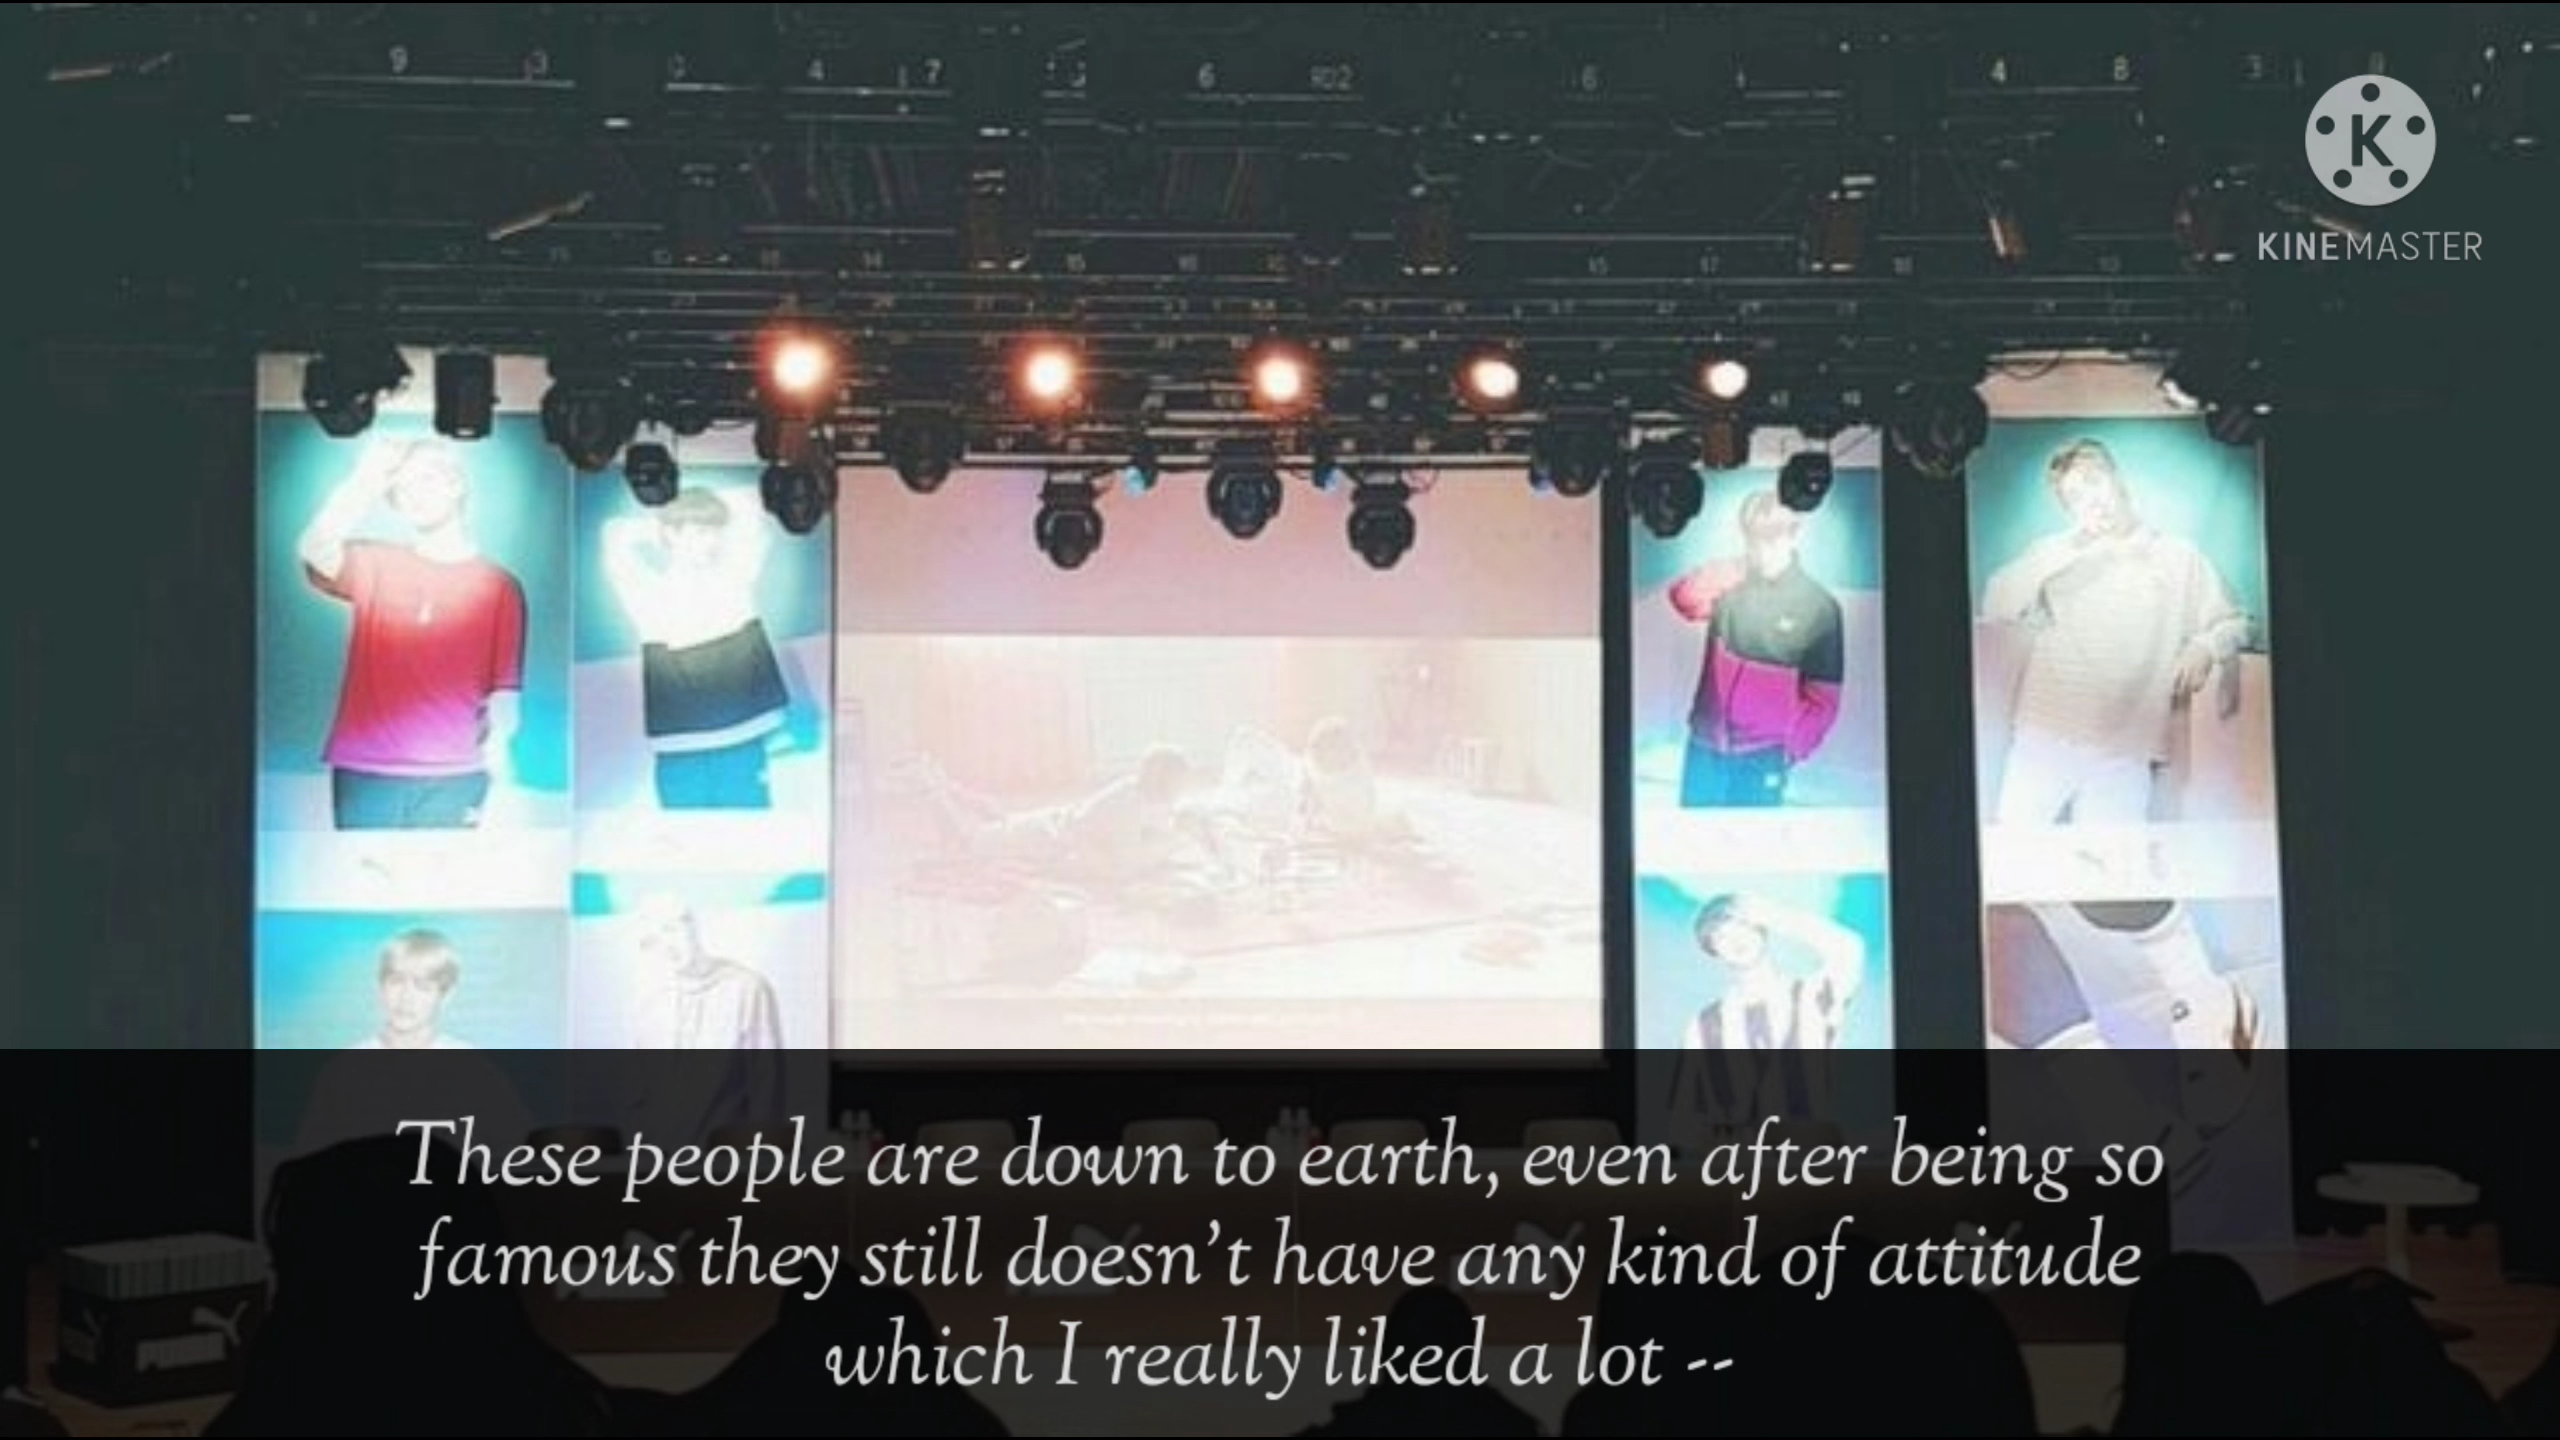 KINEMASTER
These people are down to earth, even after being so
famous they still doesn't have any kind of attitude
which I really liked a lot --